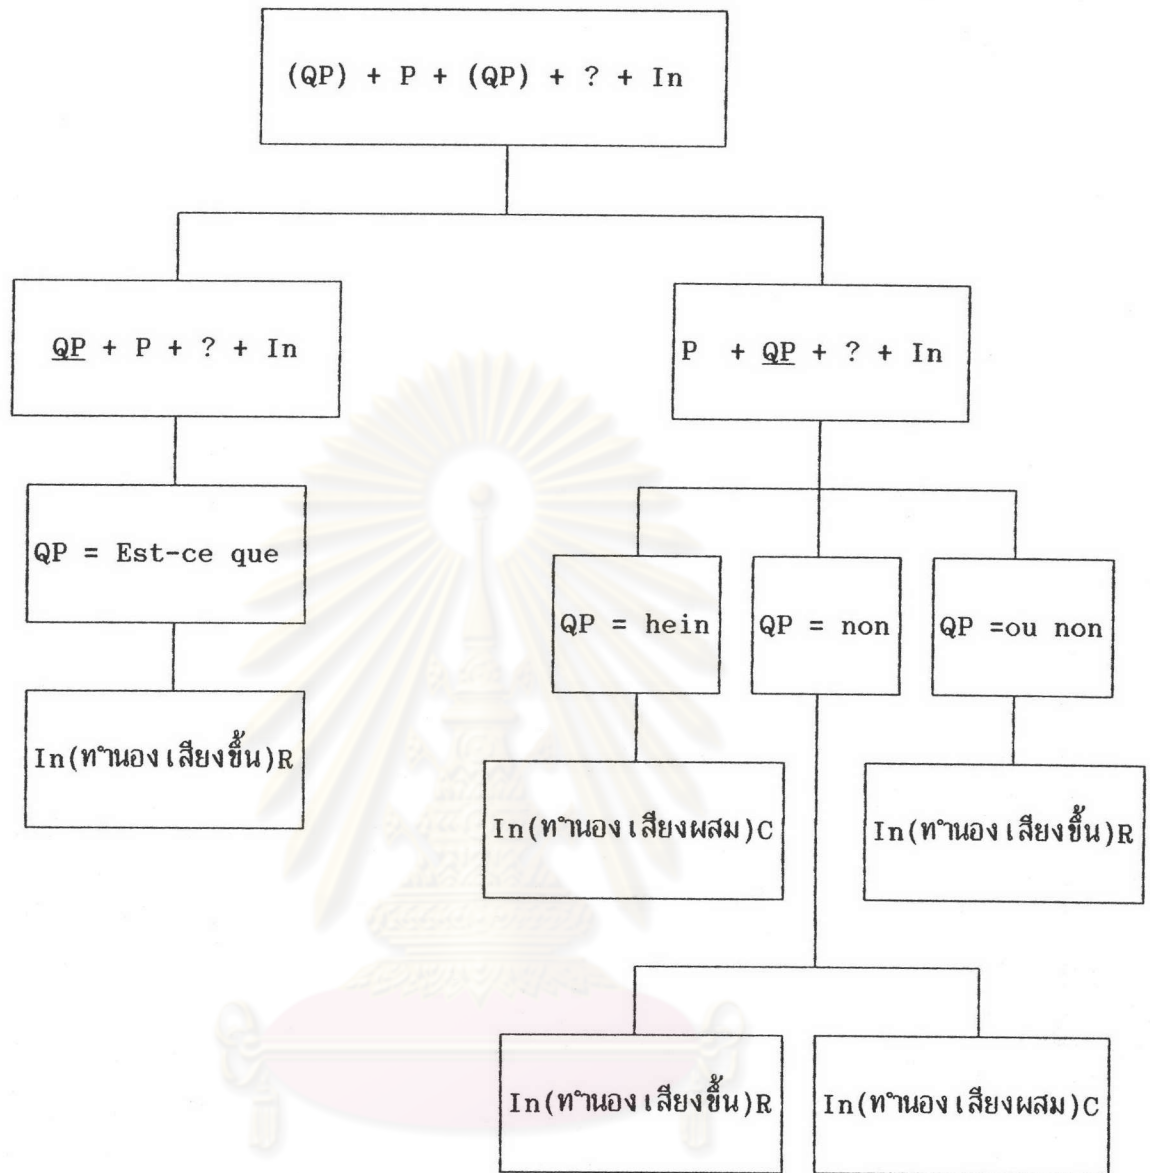 (QP) + P + (QP) + ? + In
QP + P + ? + In
P + QP + ? + In
QP = Est-ce que
QP = hein
QP = non
QP =ou non
In(ทำนองเสียงขึ้น)R
In(ทำนองเสียงผสม)C
In(ทำนองเสียงขึ้น)R
In(ทำนองเสียงขึ้น)R
In(ทำนองเสียงผสม)C